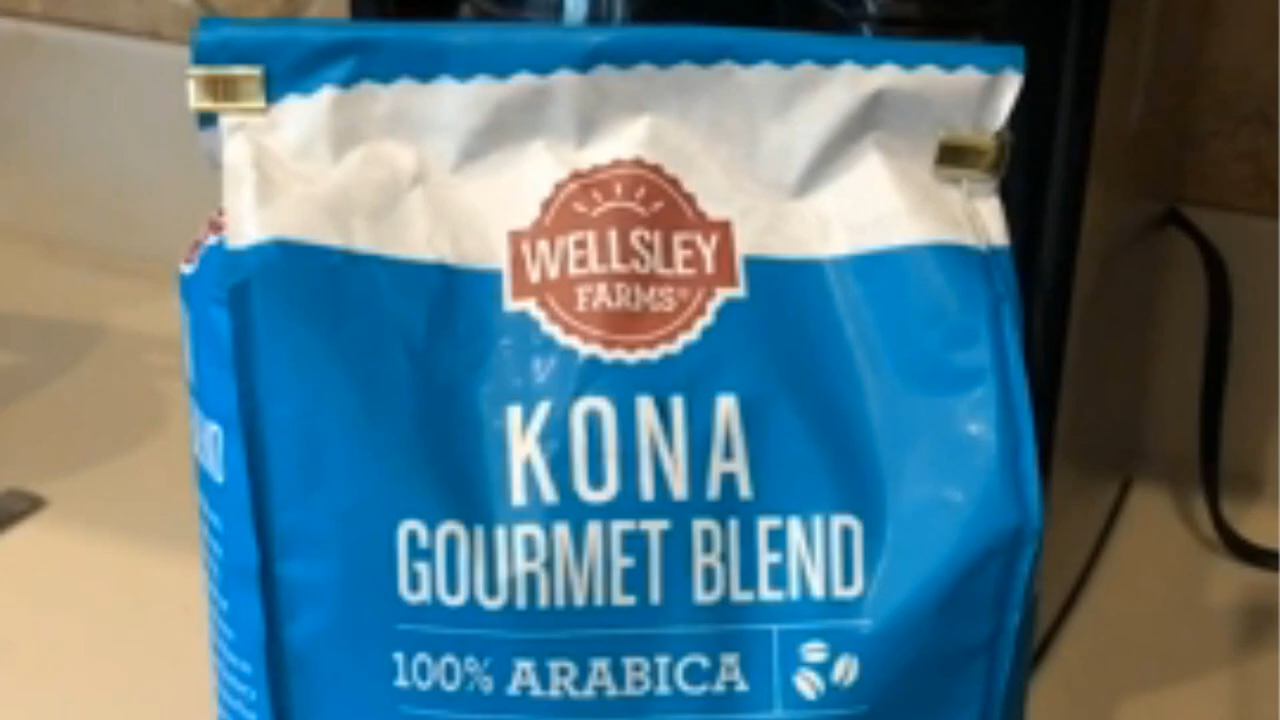 WELLSLEY
FARMS®
KONA
GOURMET BLEND
100% ARABICA